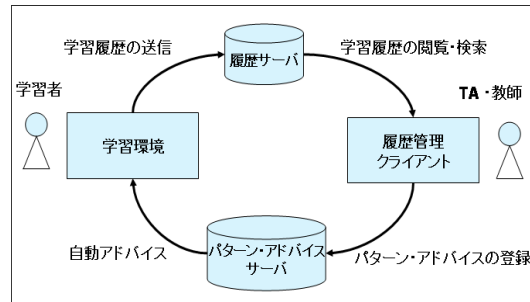 学習履歴の送信
履歴サーバ
学習履歴の閲覧・検索
学習者
TA・教師
学習環境
履歴管理
クライアント
自動アドバイス
パターン・アドバイス
サーバ
パターン・アドバイスの登録